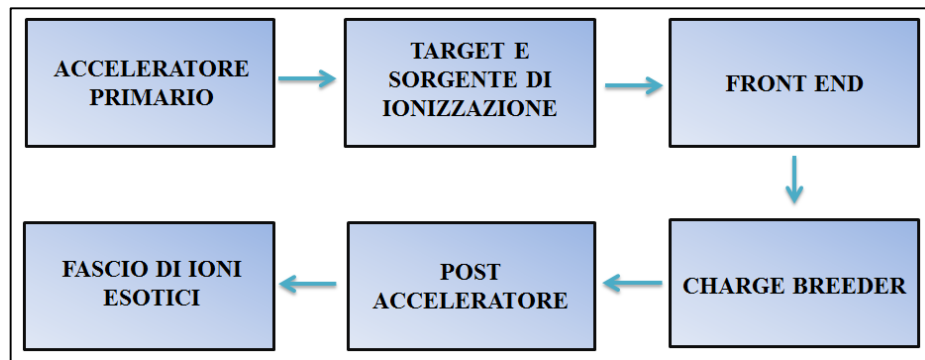 ACCELERATORE
PRIMARIO
TARGET E
SORGENTE DI
IONIZZAZIONE
FRONT END
CHARGE BREEDER
POST
ACCELERATORE
FASCIO DI IONI
ESOTICI